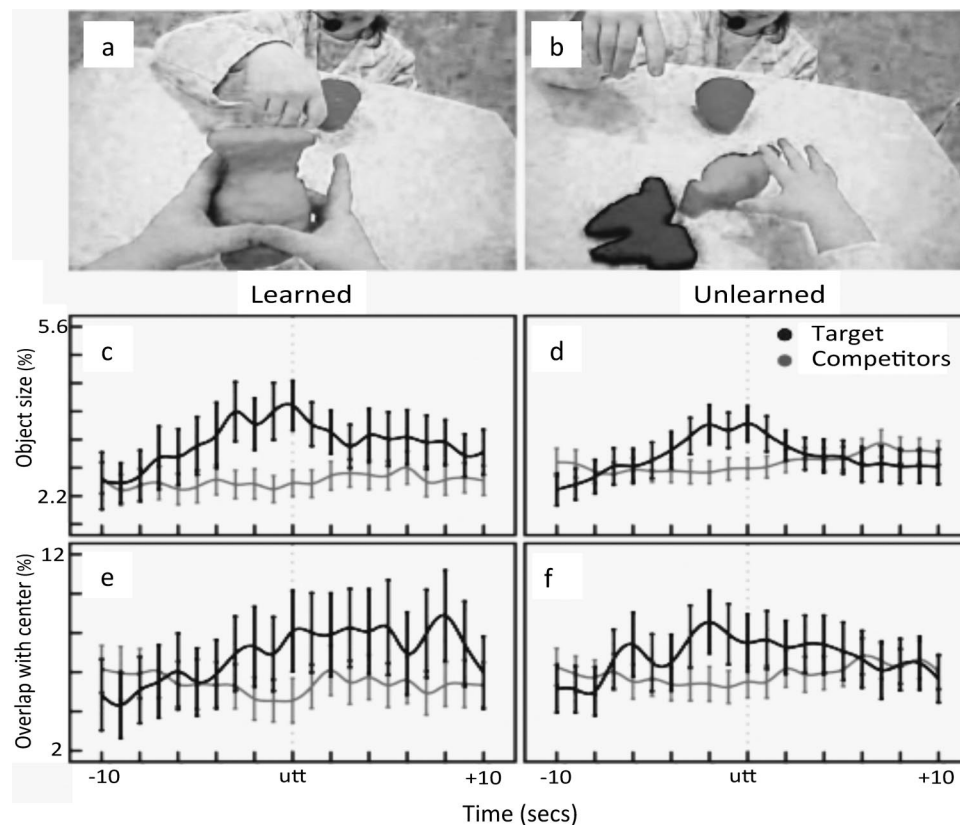 a
b
Learned
Unlearned
Object size (%)
5.6
2.2
c
d
Target
Competitors
Overlap with center (%)
12
2
e
f
-10
utt
+10
-10
utt
+10
Time (secs)